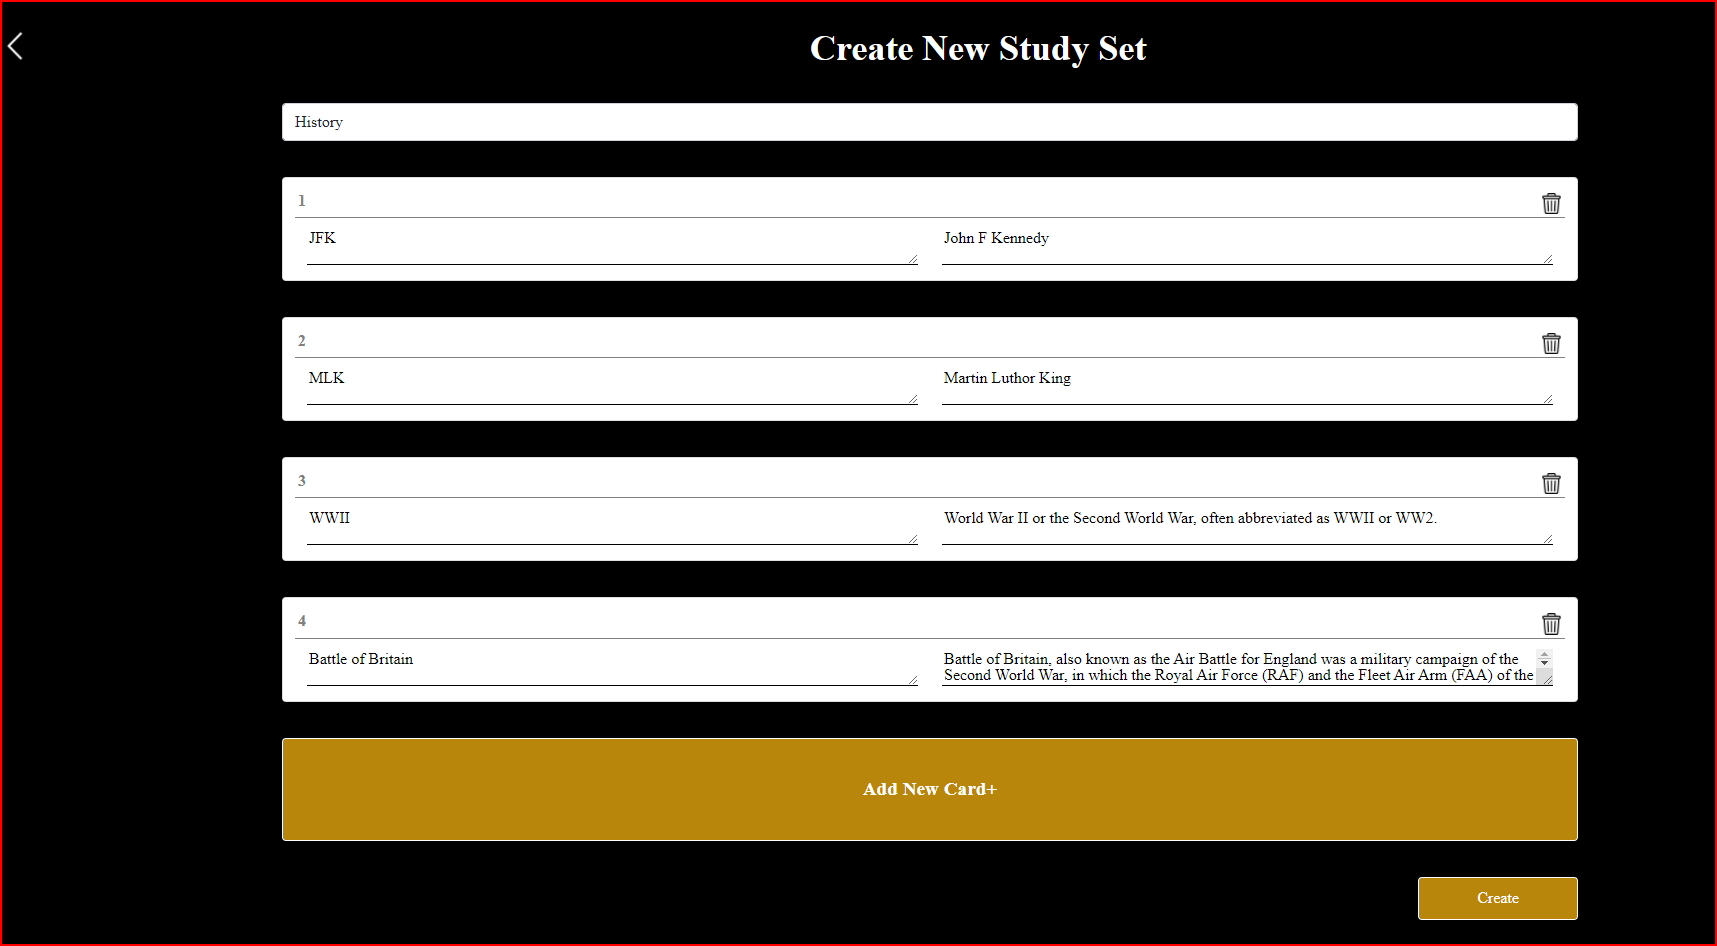 Create New Study Set
History
1
JFK
John F Kennedy
2
MLK
Martin Luthor King
3
WWII
World War II or the Second World War, often abbreviated as WWII or WW2.
4
Battle of Britain
Battle of Britain, also known as the Air Battle for England was a military campaign of the
Second World War, in which the Royal Air Force (RAF) and the Fleet Air Arm (FAA) of the
Add New Card+
Create